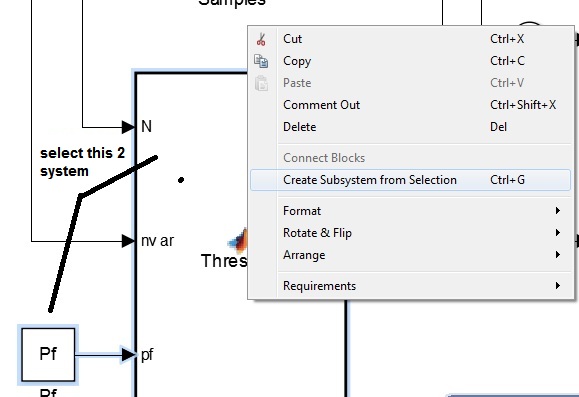 Samples
Cut Ctrl+X
Copy Ctrl+C
Paste Ctrl+V
Comment Out Ctrl+Shift+X
Delete Del
Connect Blocks
Create Subsystem from Selection Ctrl+G
Format
Rotate & Flip
Arrange
Requirements
N
select this 2
system
nv ar
Thres
Pf
pf
Pf